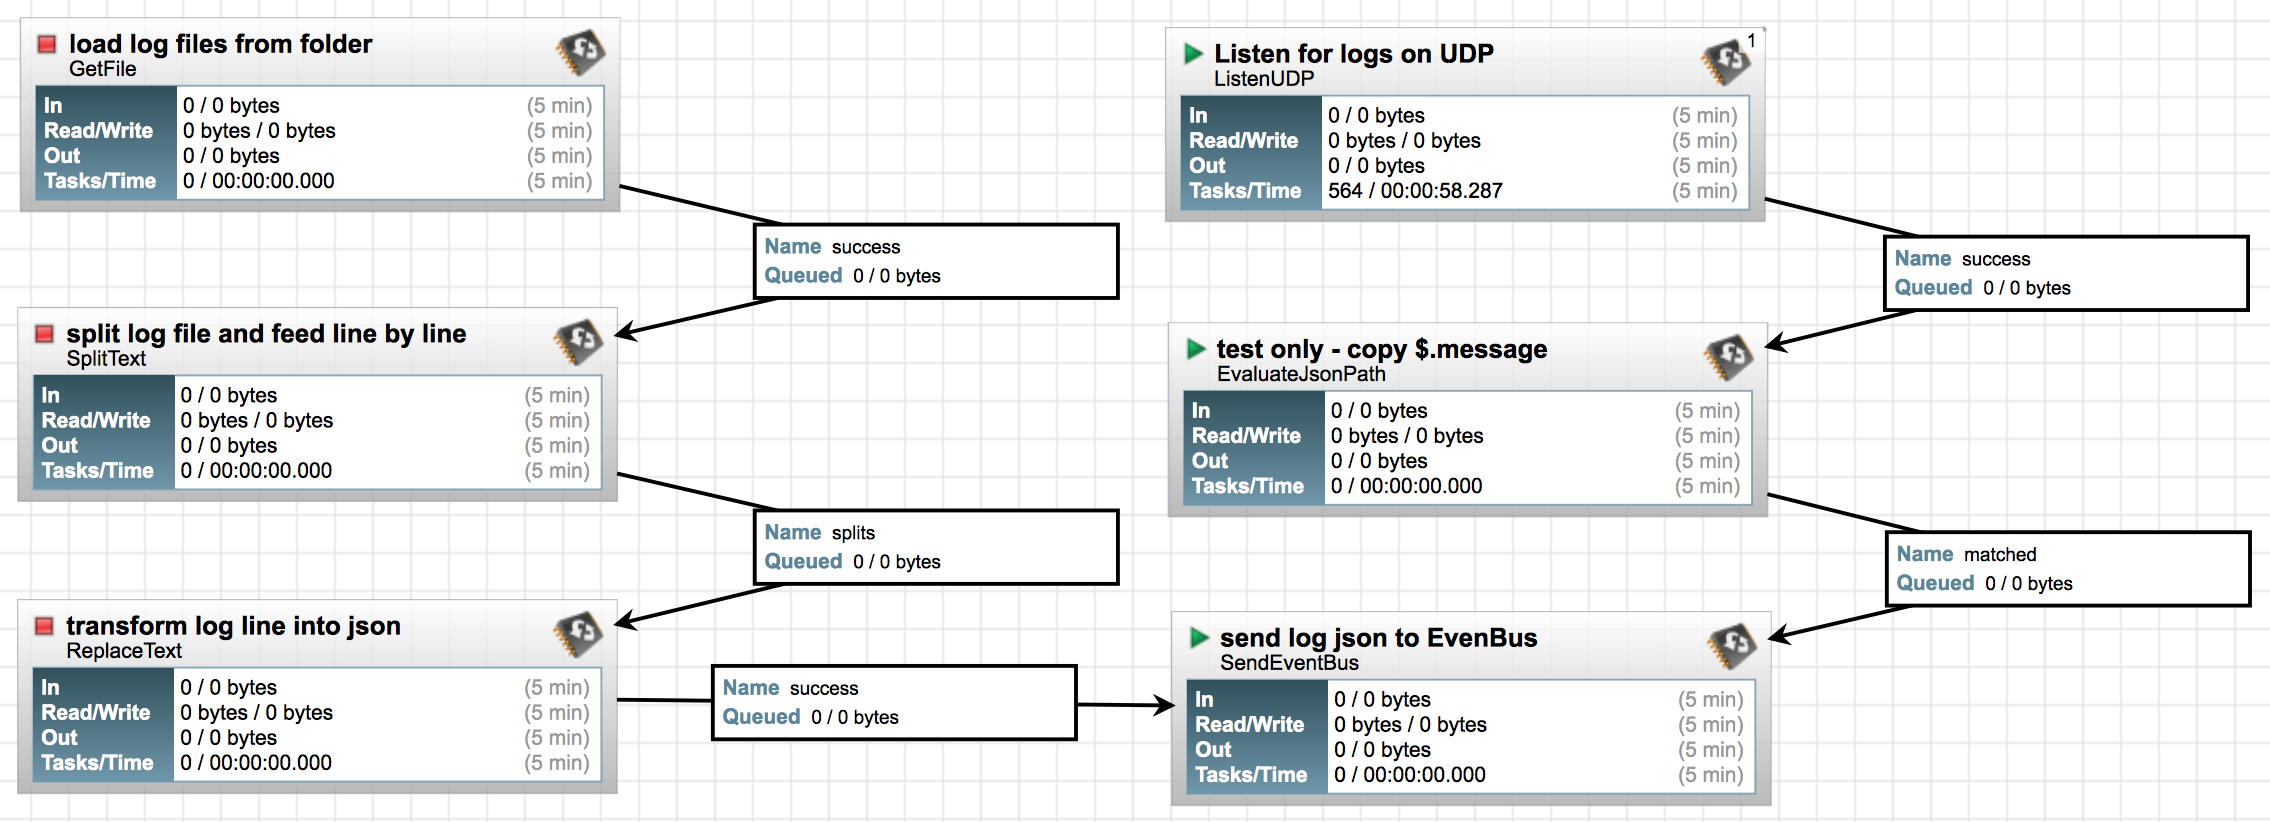 load log files from folder
GetFile
In 0 / 0 bytes (5 min)
Read/Write 0 bytes / 0 bytes (5 min)
Out 0 / 0 bytes (5 min)
Tasks/Time 0 / 00:00:00.000 (5 min)
Name success
Queued 0 / 0 bytes
split log file and feed line by line
SplitText
In 0 / 0 bytes (5 min)
Read/Write 0 bytes / 0 bytes (5 min)
Out 0 / 0 bytes (5 min)
Tasks/Time 0 / 00:00:00.000 (5 min)
Name splits
Queued 0 / 0 bytes
transform log line into json
ReplaceText
In 0 / 0 bytes (5 min)
Read/Write 0 bytes / 0 bytes (5 min)
Out 0 / 0 bytes (5 min)
Tasks/Time 0 / 00:00:00.000 (5 min)
Name success
Queued 0 / 0 bytes
Listen for logs on UDP 1
ListenUDP
In 0 / 0 bytes (5 min)
Read/Write 0 bytes / 0 bytes (5 min)
Out 0 / 0 bytes (5 min)
Tasks/Time 564 / 00:00:58.287 (5 min)
Name success
Queued 0 / 0 bytes
test only - copy $.message
EvaluateJsonPath
In 0 / 0 bytes (5 min)
Read/Write 0 bytes / 0 bytes (5 min)
Out 0 / 0 bytes (5 min)
Tasks/Time 0 / 00:00:00.000 (5 min)
Name matched
Queued 0 / 0 bytes
send log json to EvenBus
SendEventBus
In 0 / 0 bytes (5 min)
Read/Write 0 bytes / 0 bytes (5 min)
Out 0 / 0 bytes (5 min)
Tasks/Time 0 / 00:00:00.000 (5 min)